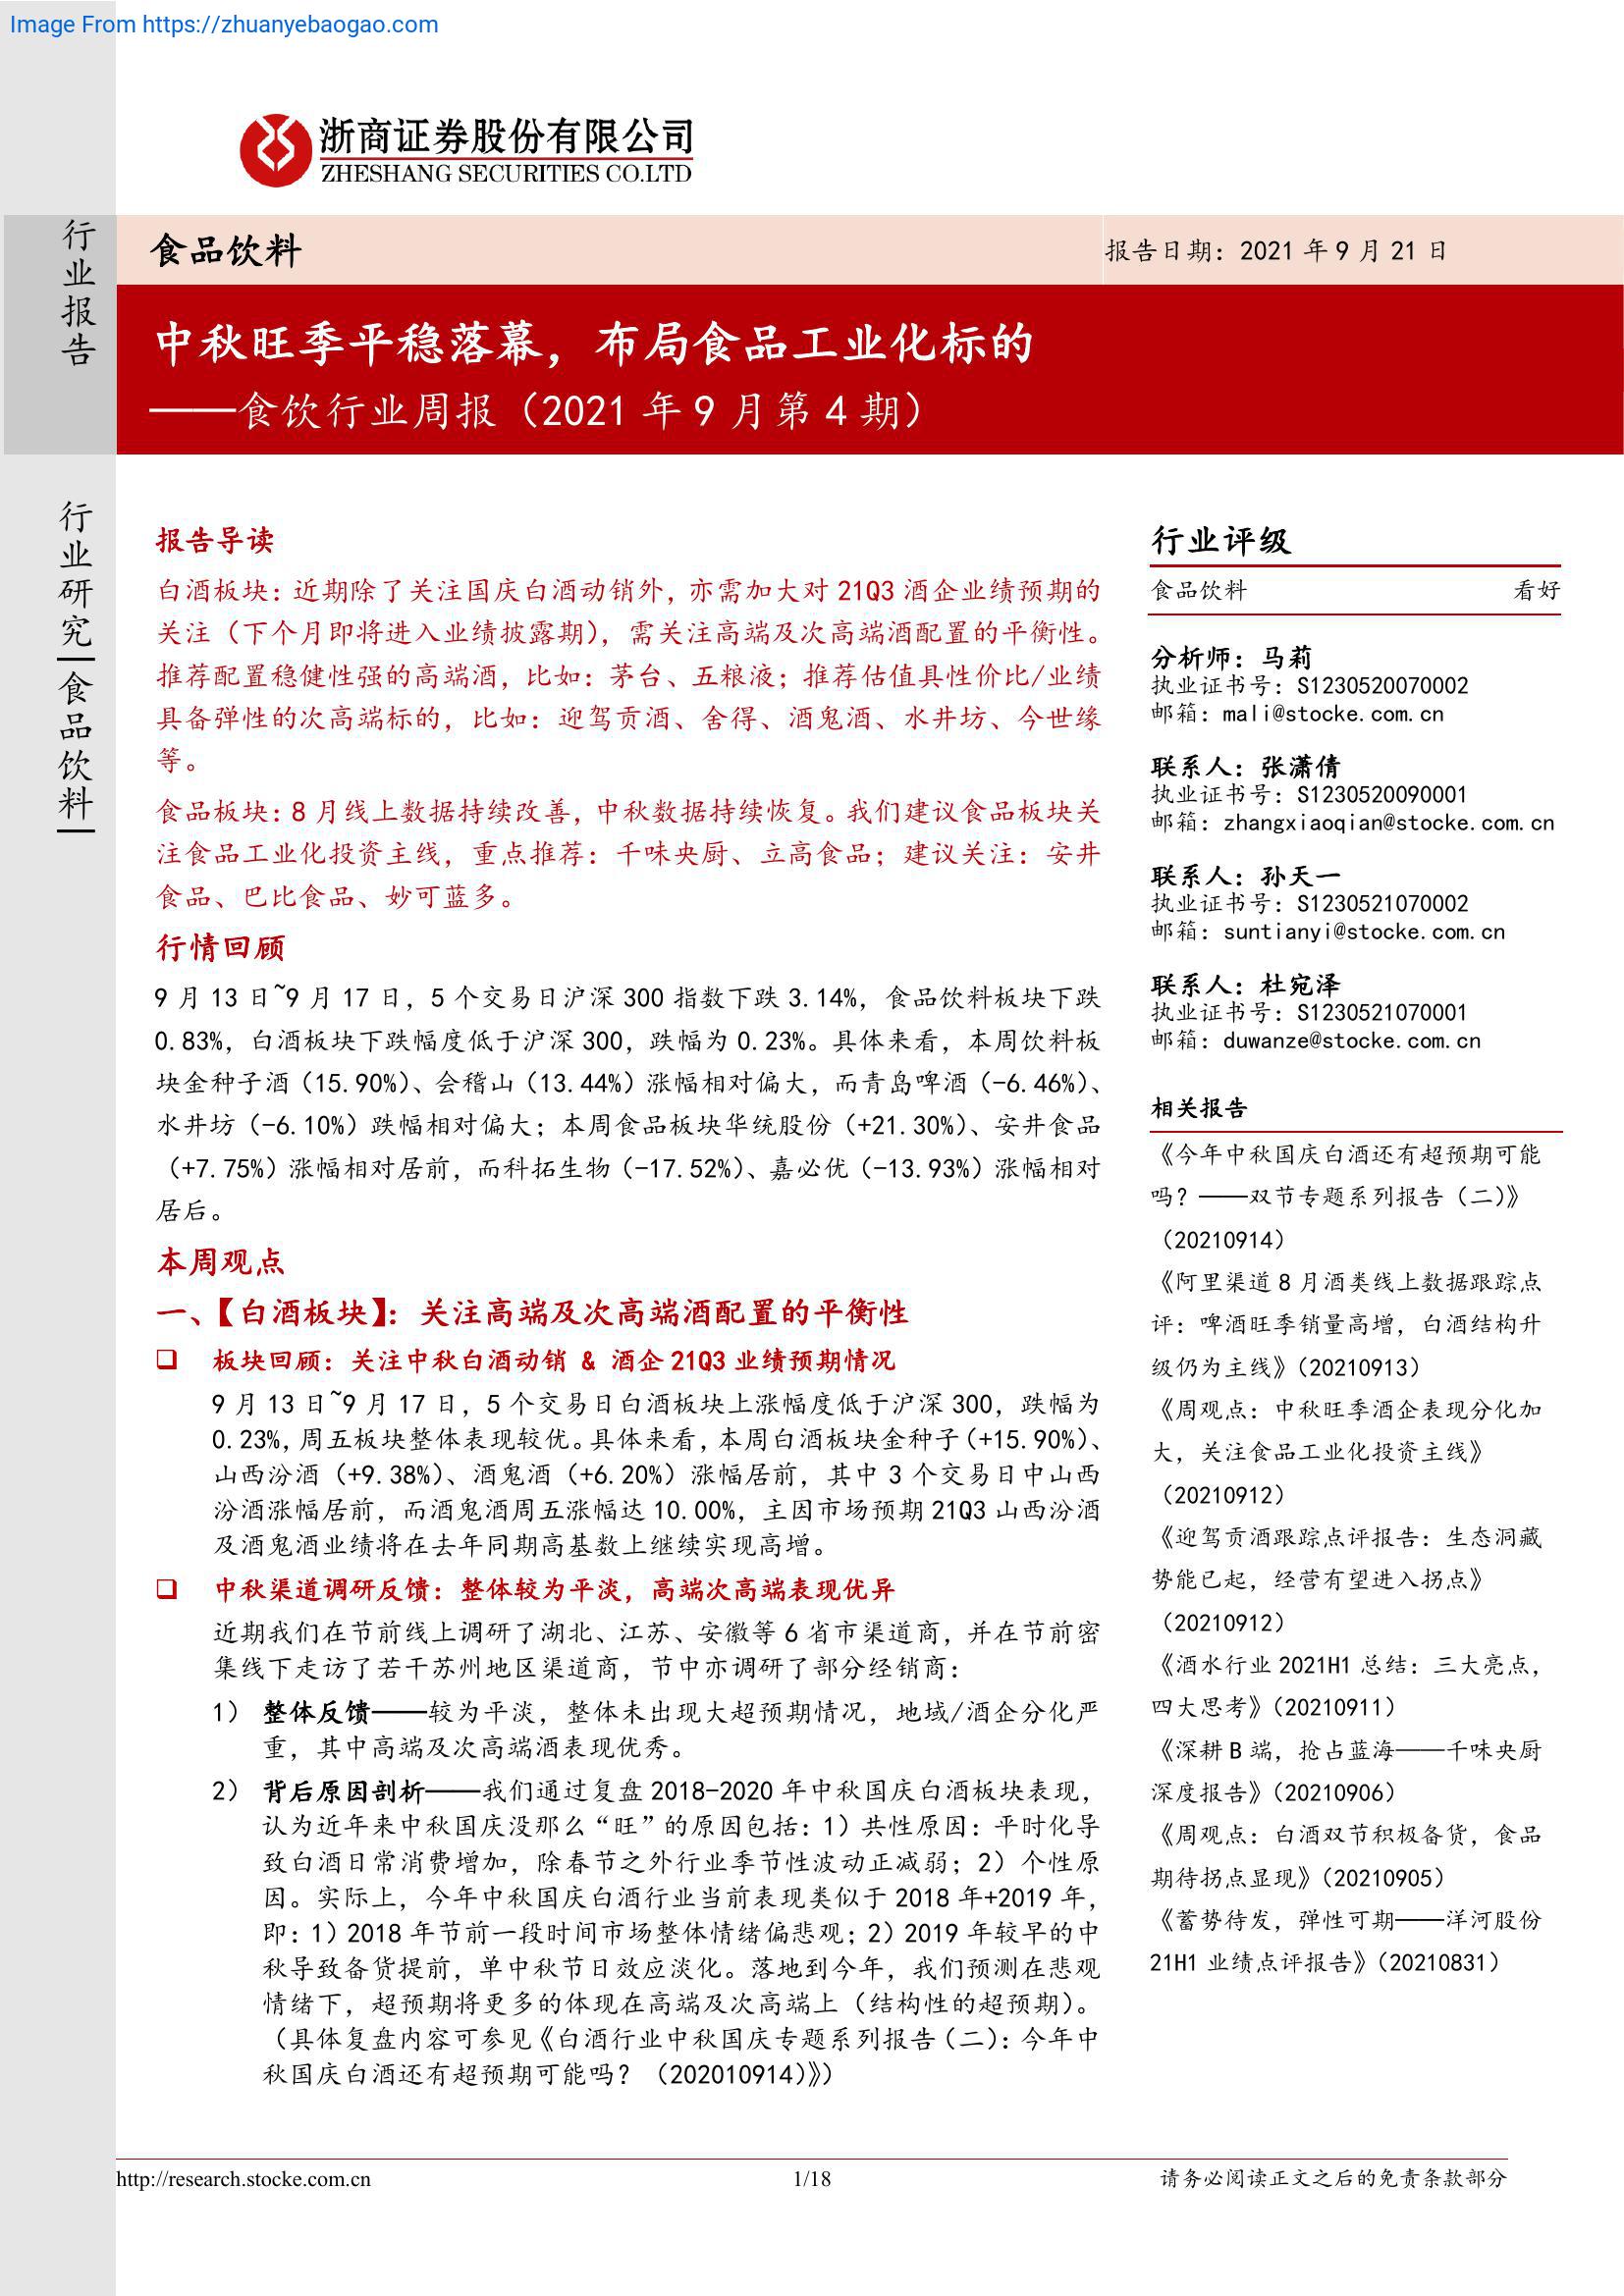 Image From https://zhuanyebaogao.com
浙商证券股份有限公司
ZHESHANG SECURITIES CO.LTD
行业报告
食品饮料
报告日期：2021 年 9 月 21 日
中秋旺季平稳落幕，布局食品工业化标的
——食饮行业周报（2021 年 9 月第 4 期）
行业研究
食品饮料
报告导读
白酒板块：近期除了关注国庆白酒动销外，亦需加大对 21Q3 酒企业绩预期的
关注（下个月即将进入业绩披露期），需关注高端及次高端酒配置的平衡性。
推荐配置稳健性强的高端酒，比如：茅台、五粮液；推荐估值具性价比/业绩
具备弹性的次高端标的，比如：迎驾贡酒、舍得、酒鬼酒、水井坊、今世缘
等。
食品板块：8 月线上数据持续改善，中秋数据持续恢复。我们建议食品板块关
注食品工业化投资主线，重点推荐：千味央厨、立高食品；建议关注：安井
食品、巴比食品、妙可蓝多。
行情回顾
9 月 13 日~9 月 17 日，5 个交易日沪深 300 指数下跌 3.14%，食品饮料板块下跌
0.83%，白酒板块下跌幅度低于沪深 300，跌幅为 0.23%。具体来看，本周饮料板
块金种子酒（15.90%）、会稽山（13.44%）涨幅相对偏大，而青岛啤酒（-6.46%）、
水井坊（-6.10%）跌幅相对偏大；本周食品板块华统股份（+21.30%）、安井食品
（+7.75%）涨幅相对居前，而科拓生物（-17.52%）、嘉必优（-13.93%）涨幅相对
居后。
本周观点
一、【白酒板块】：关注高端及次高端酒配置的平衡性
❑ 板块回顾：关注中秋白酒动销 & 酒企 21Q3 业绩预期情况
9 月 13 日~9 月 17 日，5 个交易日白酒板块上涨幅度低于沪深 300，跌幅为
0.23%，周五板块整体表现较优。具体来看，本周白酒板块金种子（+15.90%）、
山西汾酒（+9.38%）、酒鬼酒（+6.20%）涨幅居前，其中 3 个交易日中山西
汾酒涨幅居前，而酒鬼酒周五涨幅达 10.00%，主因市场预期 21Q3 山西汾酒
及酒鬼酒业绩将在去年同期高基数上继续实现高增。
❑ 中秋渠道调研反馈：整体较为平淡，高端次高端表现优异
近期我们在节前线上调研了湖北、江苏、安徽等 6 省市渠道商，并在节前密
集线下走访了若干苏州地区渠道商，节中亦调研了部分经销商：
1） 整体反馈——较为平淡，整体未出现大超预期情况，地域/酒企分化严
重，其中高端及次高端酒表现优秀。
2） 背后原因剖析——我们通过复盘 2018-2020 年中秋国庆白酒板块表现，
认为近年来中秋国庆没那么“旺”的原因包括：1）共性原因：平时化导
致白酒日常消费增加，除春节之外行业季节性波动正减弱；2）个性原
因。实际上，今年中秋国庆白酒行业当前表现类似于 2018 年+2019 年，
即：1）2018 年节前一段时间市场整体情绪偏悲观；2）2019 年较早的中
秋导致备货提前，单中秋节日效应淡化。落地到今年，我们预测在悲观
情绪下，超预期将更多的体现在高端及次高端上（结构性的超预期）。
（具体复盘内容可参见《白酒行业中秋国庆专题系列报告（二）：今年中
秋国庆白酒还有超预期可能吗？（202010914）》）
行业评级
食品饮料 看好
分析师：马莉
执业证书号：S1230520070002
邮箱：mali@stocke.com.cn
联系人：张潇倩
执业证书号：S1230520090001
邮箱：zhangxiaoqian@stocke.com.cn
联系人：孙天一
执业证书号：S1230521070002
邮箱：suntianyi@stocke.com.cn
联系人：杜宛泽
执业证书号：S1230521070001
邮箱：duwanze@stocke.com.cn
相关报告
《今年中秋国庆白酒还有超预期可能
吗？——双节专题系列报告（二）》
（20210914）
《阿里渠道 8 月酒类线上数据跟踪点
评：啤酒旺季销量高增，白酒结构升
级仍为主线》（20210913）
《周观点：中秋旺季酒企表现分化加
大，关注食品工业化投资主线》
（20210912）
《迎驾贡酒跟踪点评报告：生态洞藏
势能已起，经营有望进入拐点》
（20210912）
《酒水行业 2021H1 总结：三大亮点，
四大思考》（20210911）
《深耕 B 端，抢占蓝海——千味央厨
深度报告》（20210906）
《周观点：白酒双节积极备货，食品
期待拐点显现》（20210905）
《蓄势待发，弹性可期——洋河股份
21H1 业绩点评报告》（20210831）
http://research.stocke.com.cn
1/18
请务必阅读正文之后的免责条款部分